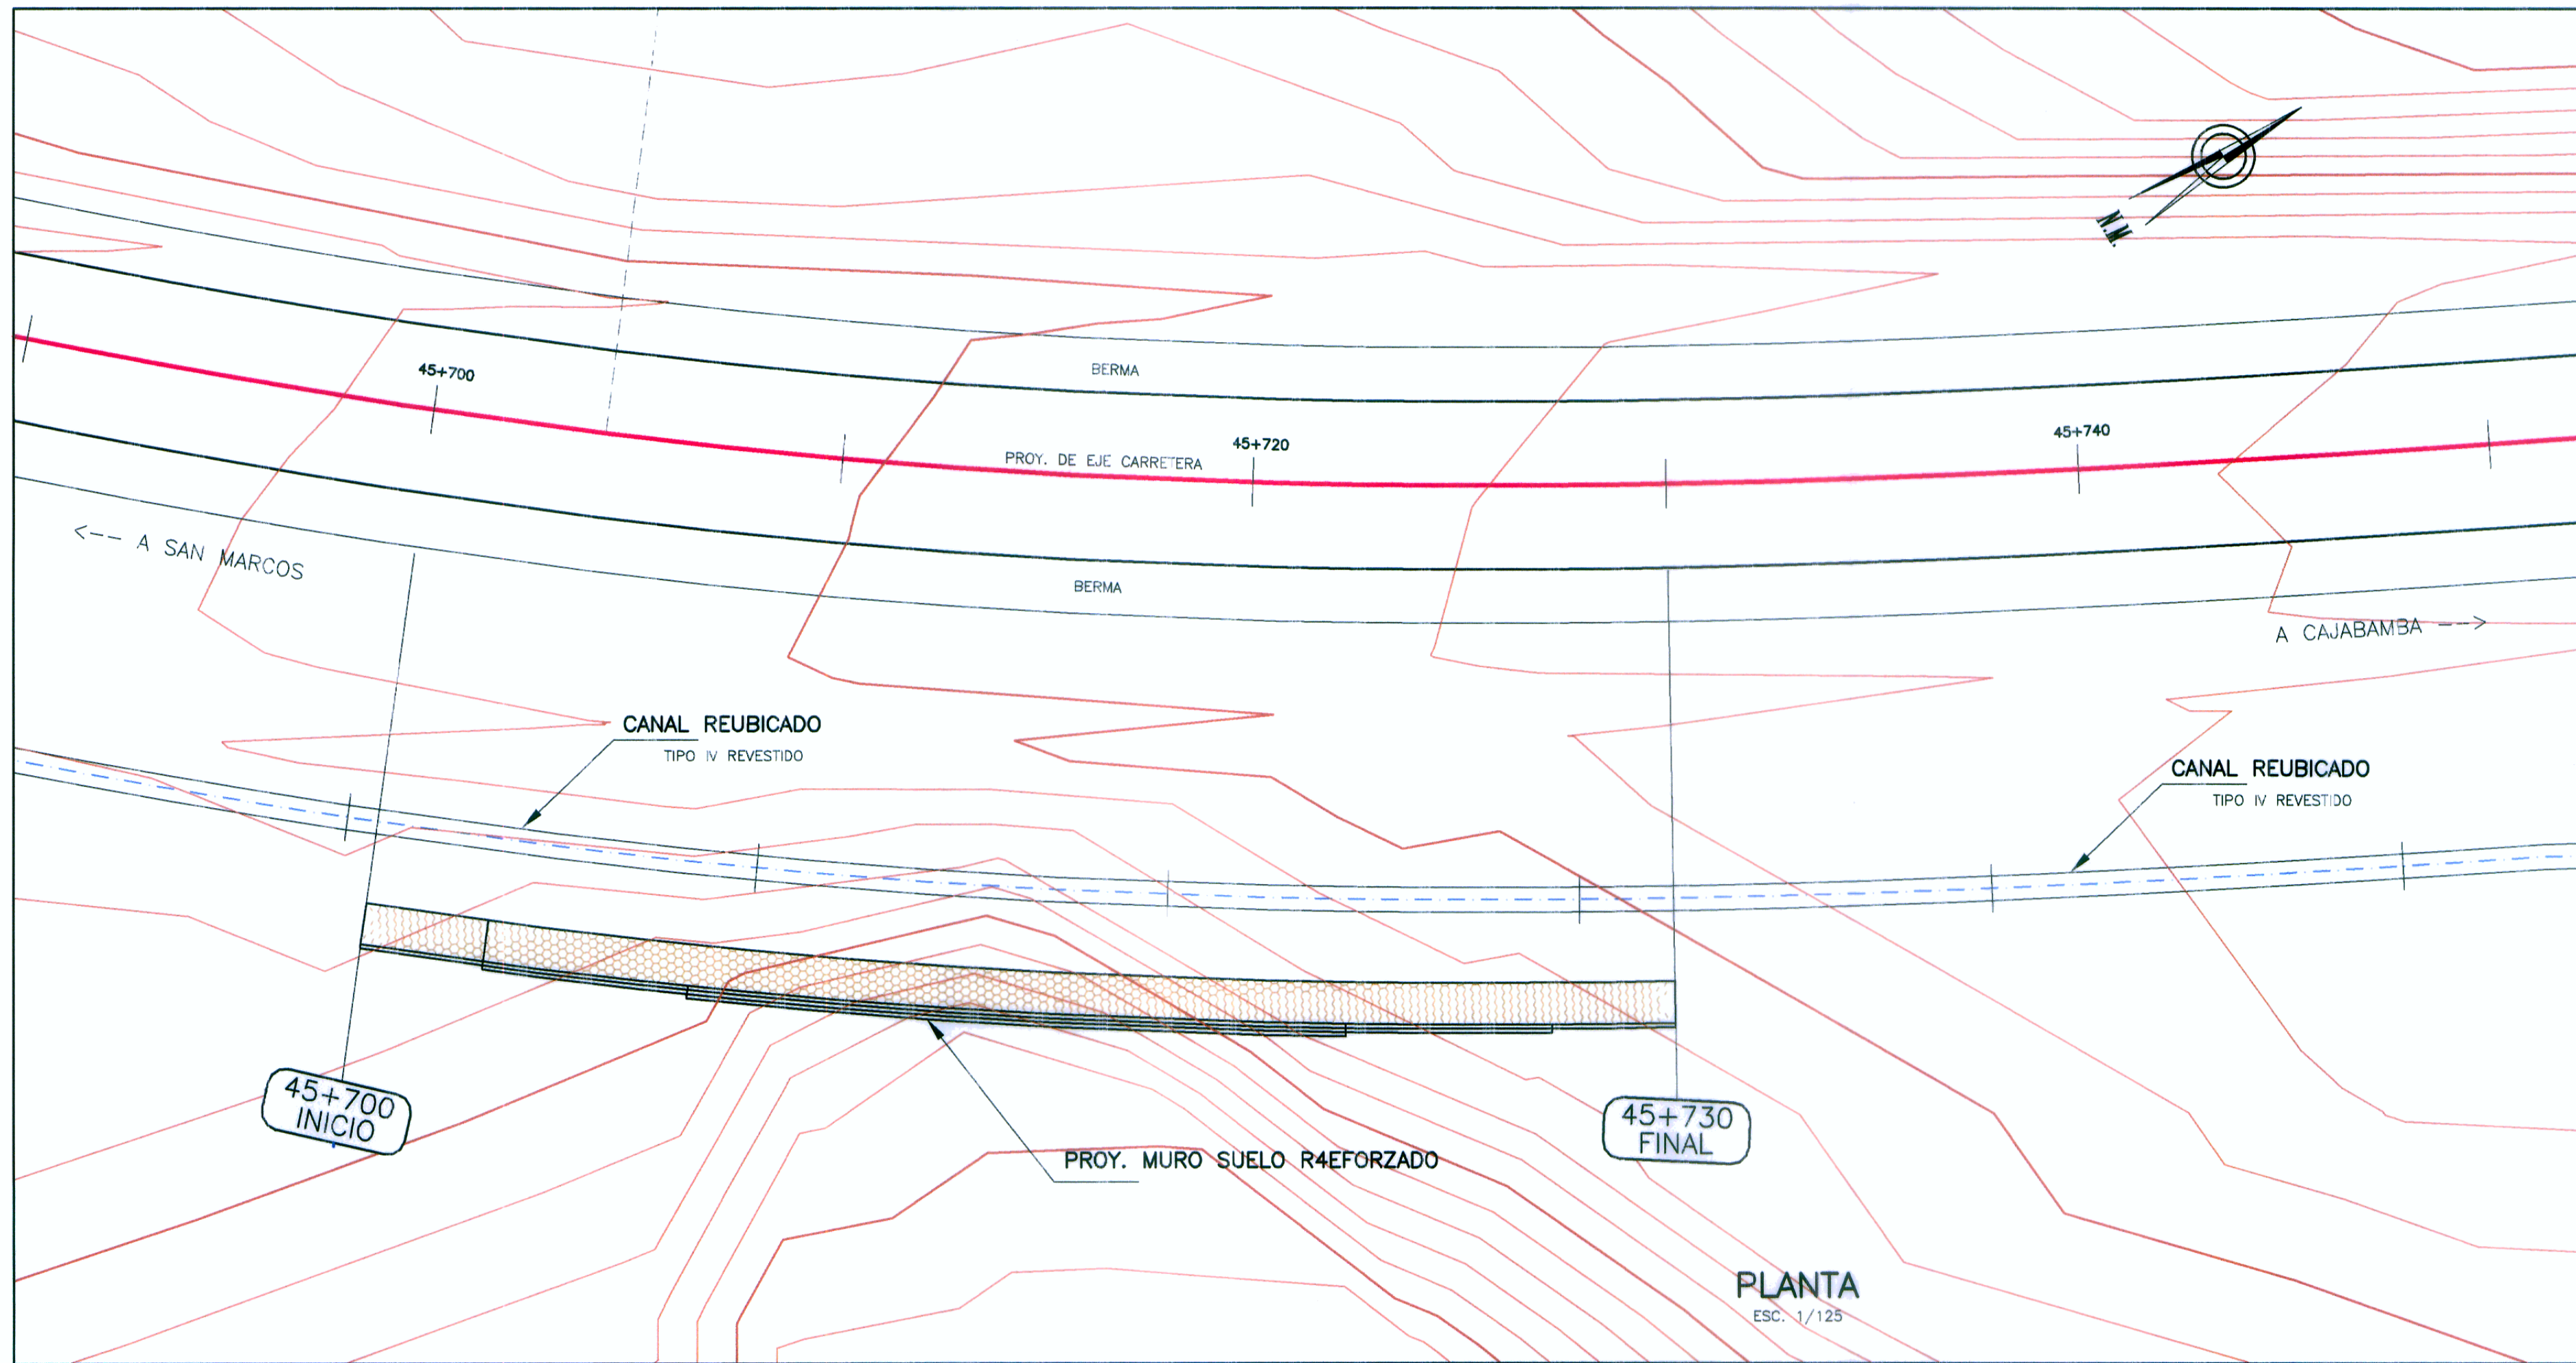 N.M.
45+700
BERMA
PROY. DE EJE CARRETERA
45+720
45+740
<-- A SAN MARCOS
BERMA
A CAJABAMBA -->
CANAL REUBICADO
TIPO IV REVESTIDO
CANAL REUBICADO
TIPO IV REVESTIDO
45+700
INICIO
45+730
FINAL
PROY. MURO SUELO R4EFORZADO
PLANTA
ESC. 1/125